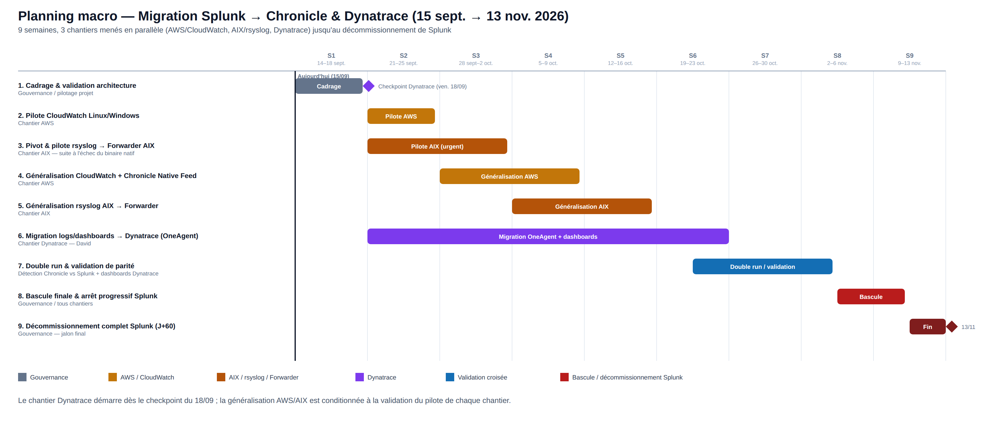 Planning macro — Migration Splunk → Chronicle & Dynatrace (15 sept. → 13 nov. 2026)
9 semaines, 3 chantiers menés en parallèle (AWS/CloudWatch, AIX/rsyslog, Dynatrace) jusqu'au décommissionnement de Splunk
S1 S2 S3 S4 S5 S6 S7 S8 S9
14–18 sept. 21–25 sept. 28 sept–2 oct. 5–9 oct. 12–16 oct. 19–23 oct. 26–30 oct. 2–6 nov. 9–13 nov.
Aujourd'hui (15/09)
1. Cadrage & validation architecture
Gouvernance / pilotage projet
Cadrage
Checkpoint Dynatrace (ven. 18/09)
2. Pilote CloudWatch Linux/Windows
Chantier AWS
Pilote AWS
3. Pivot & pilote rsyslog → Forwarder AIX
Chantier AIX — suite à l'échec du binaire natif
Pilote AIX (urgent)
4. Généralisation CloudWatch + Chronicle Native Feed
Chantier AWS
Généralisation AWS
5. Généralisation rsyslog AIX → Forwarder
Chantier AIX
Généralisation AIX
6. Migration logs/dashboards → Dynatrace (OneAgent)
Chantier Dynatrace — David
Migration OneAgent + dashboards
7. Double run & validation de parité
Détection Chronicle vs Splunk + dashboards Dynatrace
Double run / validation
8. Bascule finale & arrêt progressif Splunk
Gouvernance / tous chantiers
Bascule
9. Décommissionnement complet Splunk (J+60)
Gouvernance — jalon final
Fin
13/11
Gouvernance
AWS / CloudWatch
AIX / rsyslog / Forwarder
Dynatrace
Validation croisée
Bascule / décommissionnement Splunk
Le chantier Dynatrace démarre dès le checkpoint du 18/09 ; la généralisation AWS/AIX est conditionnée à la validation du pilote de chaque chantier.